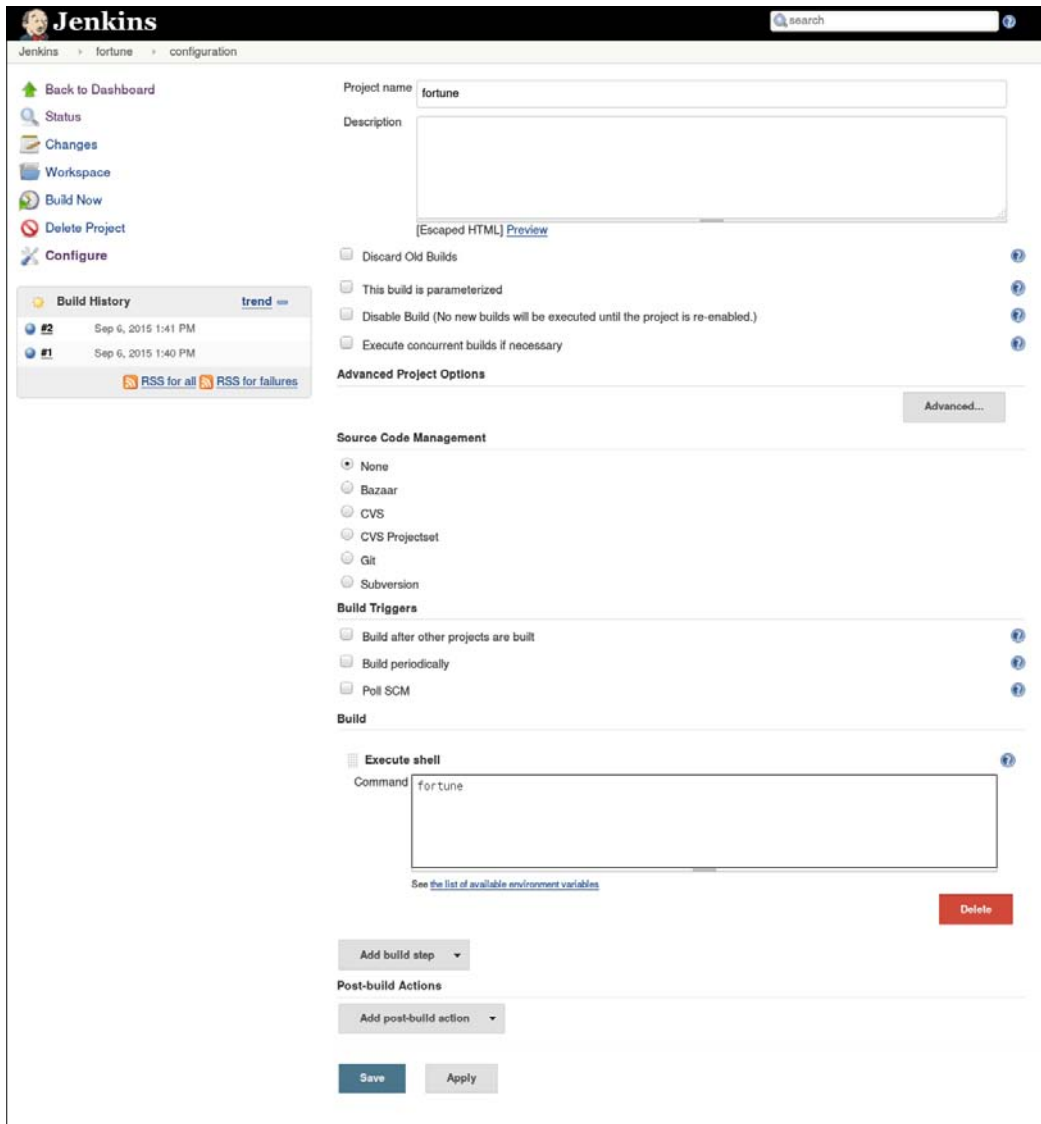 Jenkins
search
Jenkins fortune configuration
Back to Dashboard
Status
Changes
Workspace
Build Now
Delete Project
Configure
Build History trend
#2 Sep 6, 2015 1:41 PM
#1 Sep 6, 2015 1:40 PM
RSS for all RSS for failures
Project name fortune
Description
[Escaped HTML] Preview
Discard Old Builds
This build is parameterized
Disable Build (No new builds will be executed until the project is re-enabled.)
Execute concurrent builds if necessary
Advanced Project Options
Advanced...
Source Code Management
None
Bazaar
CVS
CVS Projectset
Git
Subversion
Build Triggers
Build after other projects are built
Build periodically
Poll SCM
Build
Execute shell
Command fortune
See the list of available environment variables
Delete
Add build step
Post-build Actions
Add post-build action
Save Apply